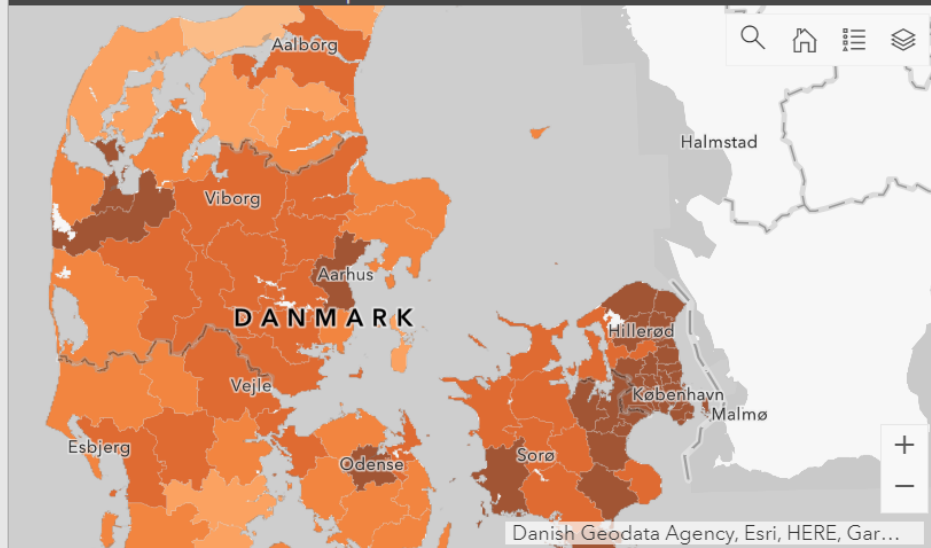 Aalborg
Halmstad
Viborg
Aarhus
DANMARK
Hillerød
Vejle
København
Malmø
Esbjerg
Sorø
Odense
+
−
Danish Geodata Agency, Esri, HERE, Gar...